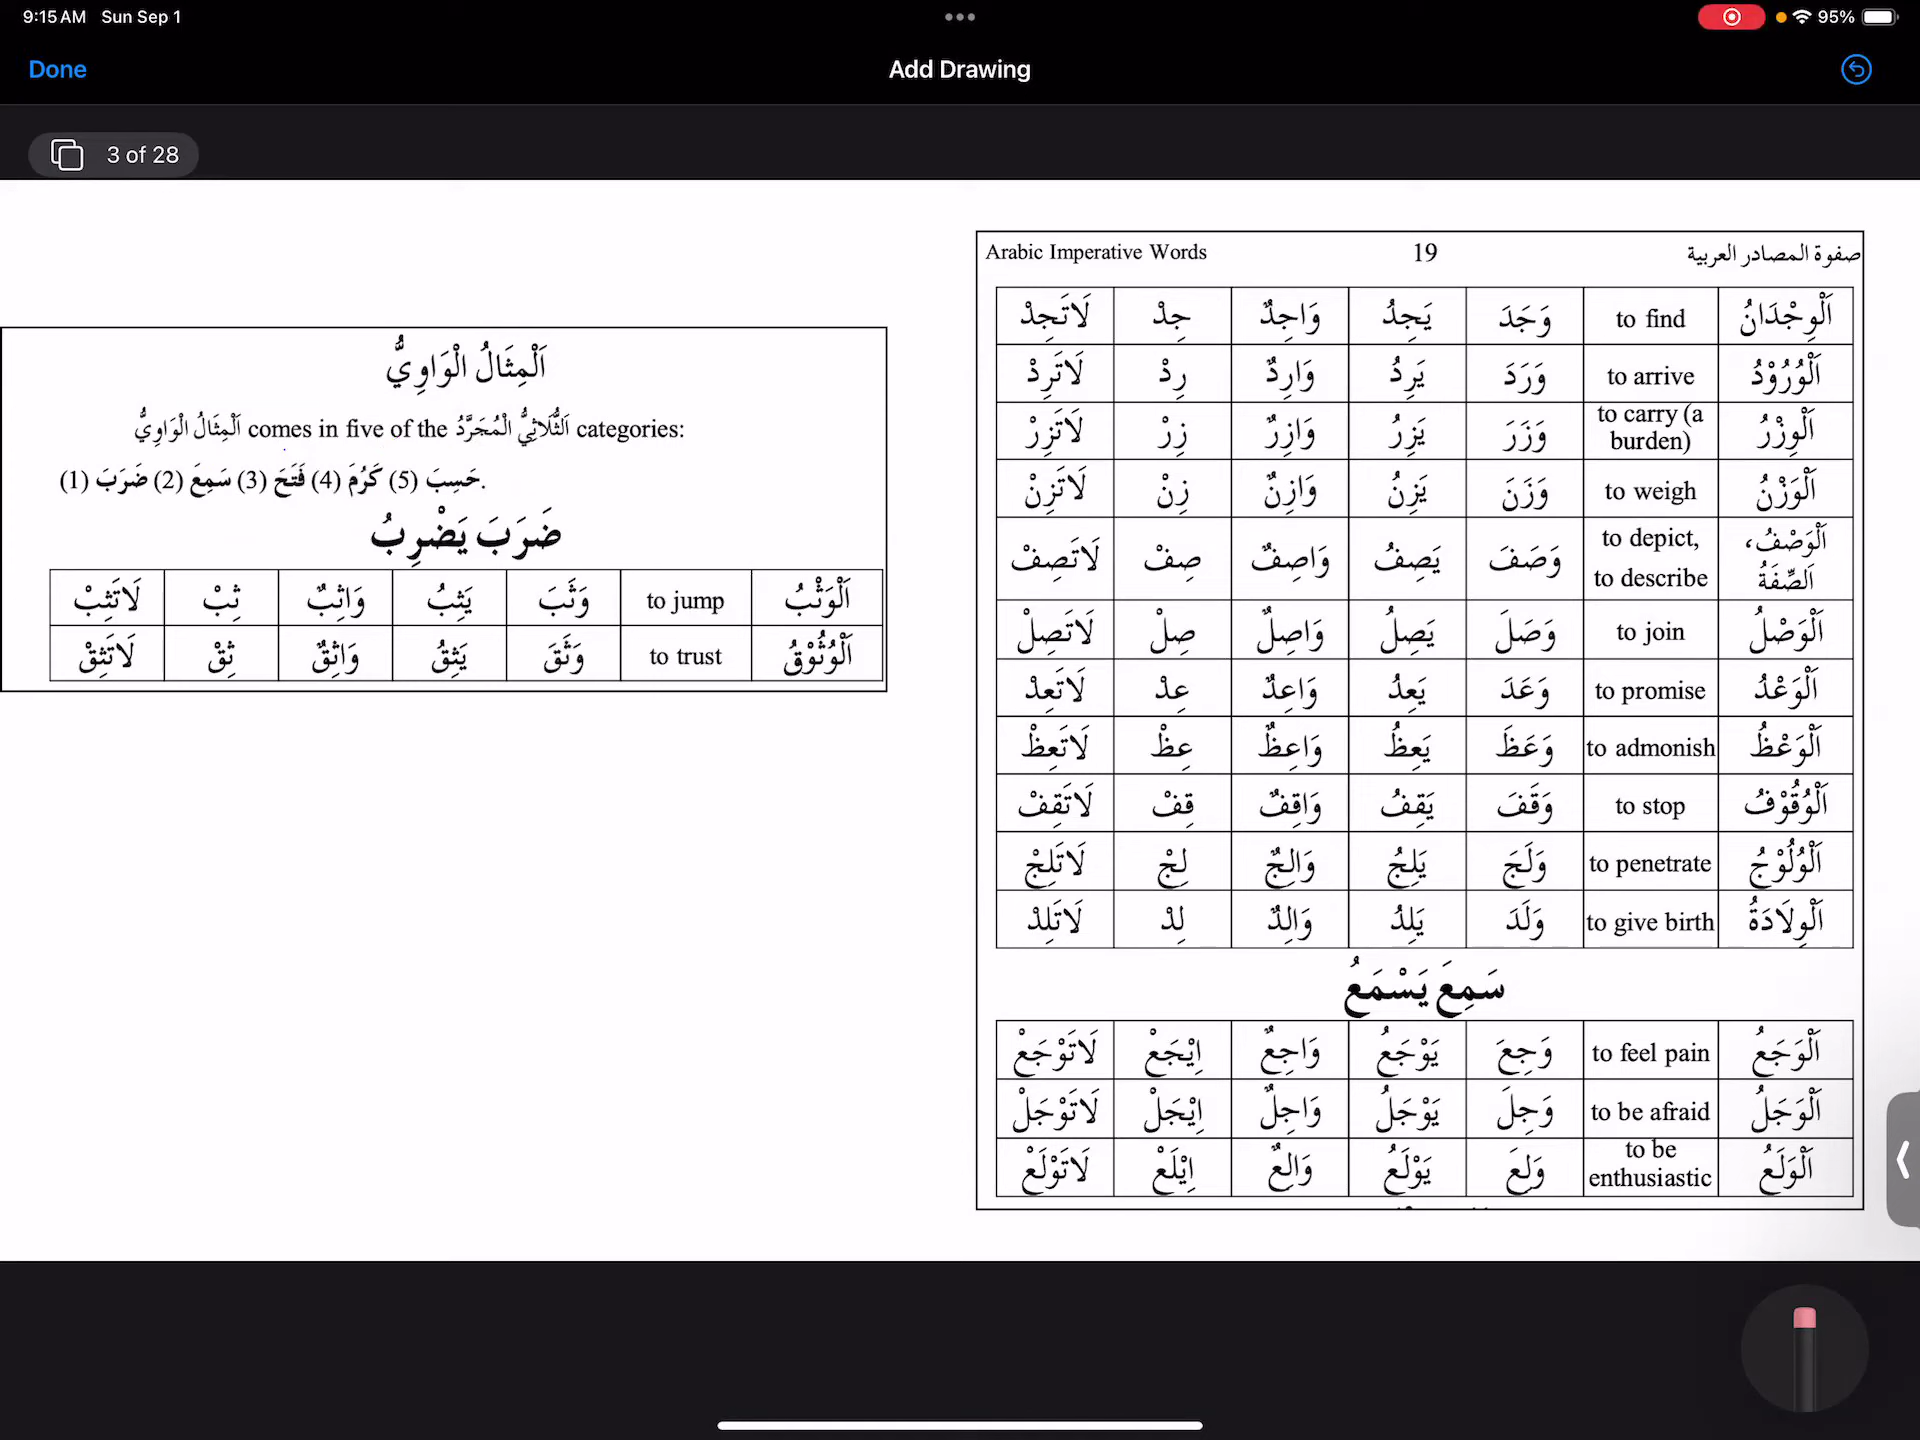 9:15 AM Sun Sep 1
95%
Done
Add Drawing
3 of 28
اَلْمِثَالُ الْوَاوِيُّ
اَلْمِثَالُ الْوَاوِيُّ comes in five of the اَلثُّلَاثِيُّ الْمُجَرَّدُ categories:
(1) ضَرَبَ (2) سَمِعَ (3) فَتَحَ (4) كَرُمَ (5) حَسِبَ.
ضَرَبَ يَضْرِبُ
اَلْوَثْبُ to jump وَثَبَ يَثِبُ وَاثِبٌ ثِبْ لَاتَثِبْ
اَلْوُثُوْقُ to trust وَثَقَ يَثِقُ وَاثِقٌ ثِقْ لَاتَثِقْ
Arabic Imperative Words 19 صفوة المصادر العربية
اَلْوِجْدَانُ to find وَجَدَ يَجِدُ وَاجِدٌ جِدْ لَاتَجِدْ
اَلْوُرُوْدُ to arrive وَرَدَ يَرِدُ وَارِدٌ رِدْ لَاتَرِدْ
اَلْوِزْرُ to carry (a burden) وَزَرَ يَزِرُ وَازِرٌ زِرْ لَاتَزِرْ
اَلْوَزْنُ to weigh وَزَنَ يَزِنُ وَازِنٌ زِنْ لَاتَزِنْ
اَلْوَصْفُ، اَلصِّفَةُ to depict, to describe وَصَفَ يَصِفُ وَاصِفٌ صِفْ لَاتَصِفْ
اَلْوَصْلُ to join وَصَلَ يَصِلُ وَاصِلٌ صِلْ لَاتَصِلْ
اَلْوَعْدُ to promise وَعَدَ يَعِدُ وَاعِدٌ عِدْ لَاتَعِدْ
اَلْوَعْظُ to admonish وَعَظَ يَعِظُ وَاعِظٌ عِظْ لَاتَعِظْ
اَلْوُقُوْفُ to stop وَقَفَ يَقِفُ وَاقِفٌ قِفْ لَاتَقِفْ
اَلْوُلُوْجُ to penetrate وَلَجَ يَلِجُ وَالِجٌ لِجْ لَاتَلِجْ
اَلْوِلَادَةُ to give birth وَلَدَ يَلِدُ وَالِدٌ لِدْ لَاتَلِدْ
سَمِعَ يَسْمَعُ
اَلْوَجَعُ to feel pain وَجِعَ يَوْجَعُ وَاجِعٌ اِيْجَعْ لَاتَوْجَعْ
اَلْوَجَلُ to be afraid وَجِلَ يَوْجَلُ وَاجِلٌ اِيْجَلْ لَاتَوْجَلْ
اَلْوَلَعُ to be enthusiastic وَلِعَ يَوْلَعُ وَالِعٌ اِيْلَعْ لَاتَوْلَعْ